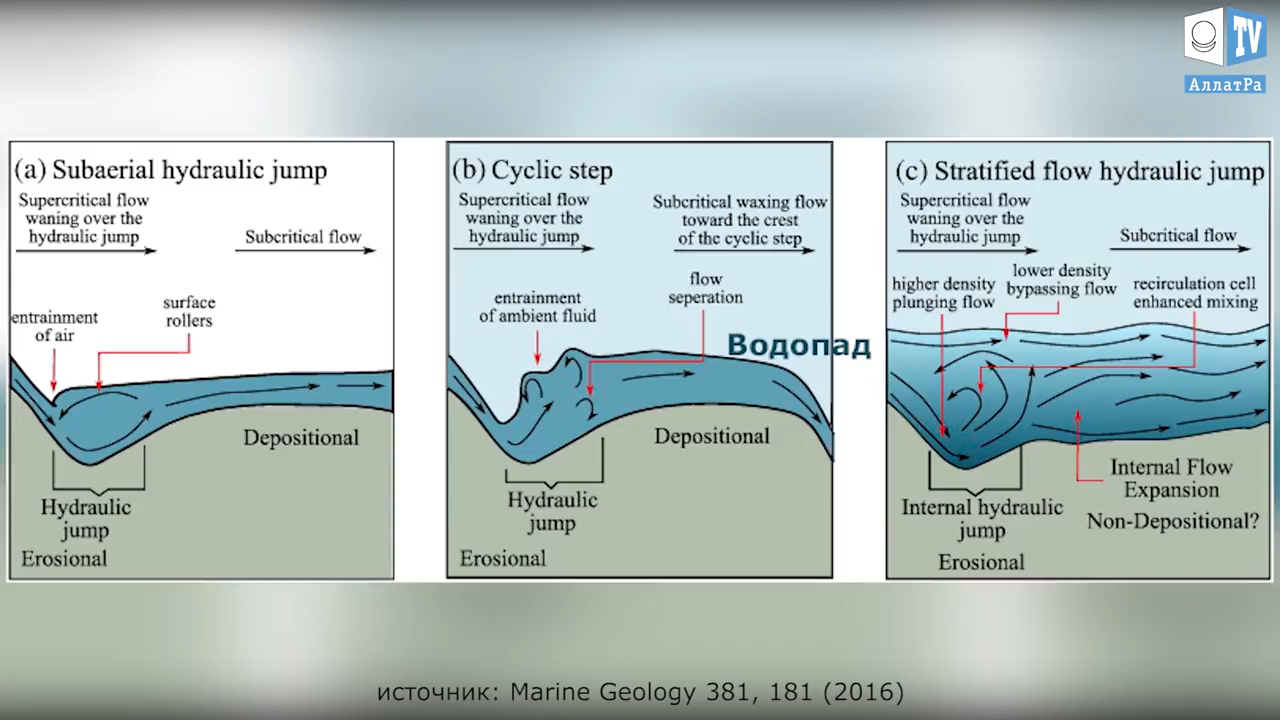 TV
АллатРа
(a) Subaerial hydraulic jump
Supercritical flow
waning over the
hydraulic jump
Subcritical flow
entrainment
of air
surface
rollers
Depositional
Hydraulic
jump
Erosional
(b) Cyclic step
Supercritical flow
waning over the
hydraulic jump
Subcritical waxing flow
toward the crest
of the cyclic step
flow
seperation
entrainment
of ambient fluid
Водопад
Depositional
Hydraulic
jump
Erosional
(c) Stratified flow hydraulic jump
Supercritical flow
waning over the
hydraulic jump
Subcritical flow
higher density
plunging flow
lower density
bypassing flow
recirculation cell
enhanced mixing
Internal Flow
Expansion
Non-Depositional?
Internal hydraulic
jump
Erosional
источник: Marine Geology 381, 181 (2016)